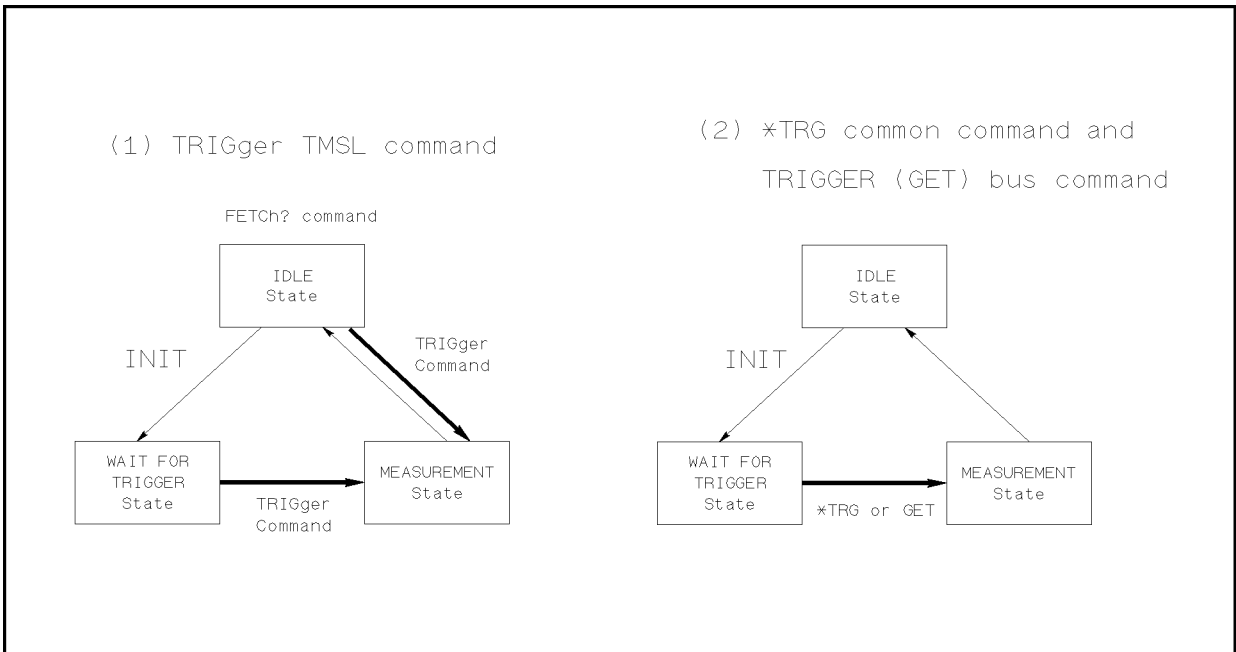 (1) TRIGger TMSL command
FETCh? command
IDLE
State
INIT
TRIGger
Command
WAIT FOR
TRIGGER
State
TRIGger
Command
MEASUREMENT
State
(2) *TRG common command and
TRIGGER (GET) bus command
IDLE
State
INIT
WAIT FOR
TRIGGER
State
*TRG or GET
MEASUREMENT
State